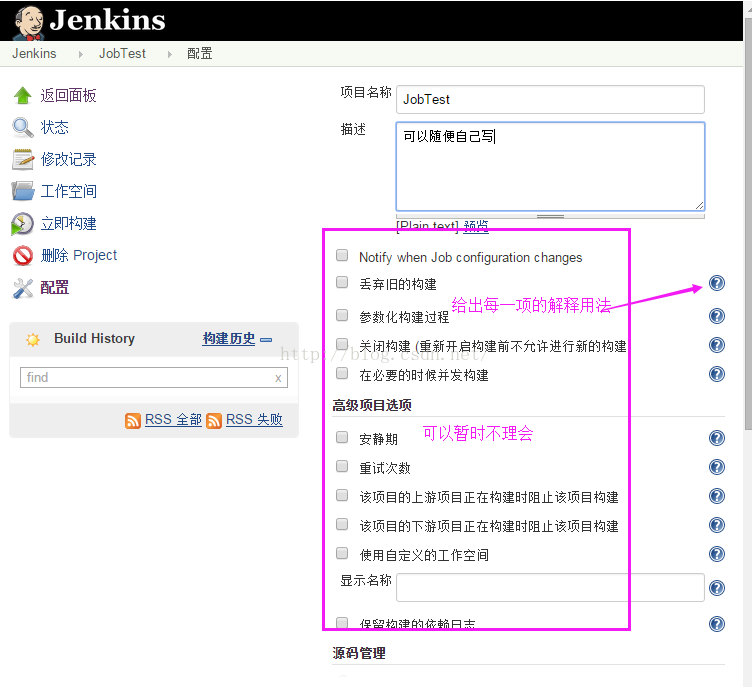 Jenkins
Jenkins JobTest 配置
返回面板
状态
修改记录
工作空间
立即构建
删除 Project
配置
Build History 构建历史
find x
RSS 全部 RSS 失败
项目名称 JobTest
描述 可以随便自己写
[Plain text] 预览
Notify when Job configuration changes
丢弃旧的构建
给出每一项的解释用法
参数化构建过程
关闭构建 (重新开启构建前不允许进行新的构建
http://blog.csdn.net/
在必要的时候并发构建
高级项目选项
安静期 可以暂时不理会
重试次数
该项目的上游项目正在构建时阻止该项目构建
该项目的下游项目正在构建时阻止该项目构建
使用自定义的工作空间
显示名称
保留构建的依赖日志
源码管理